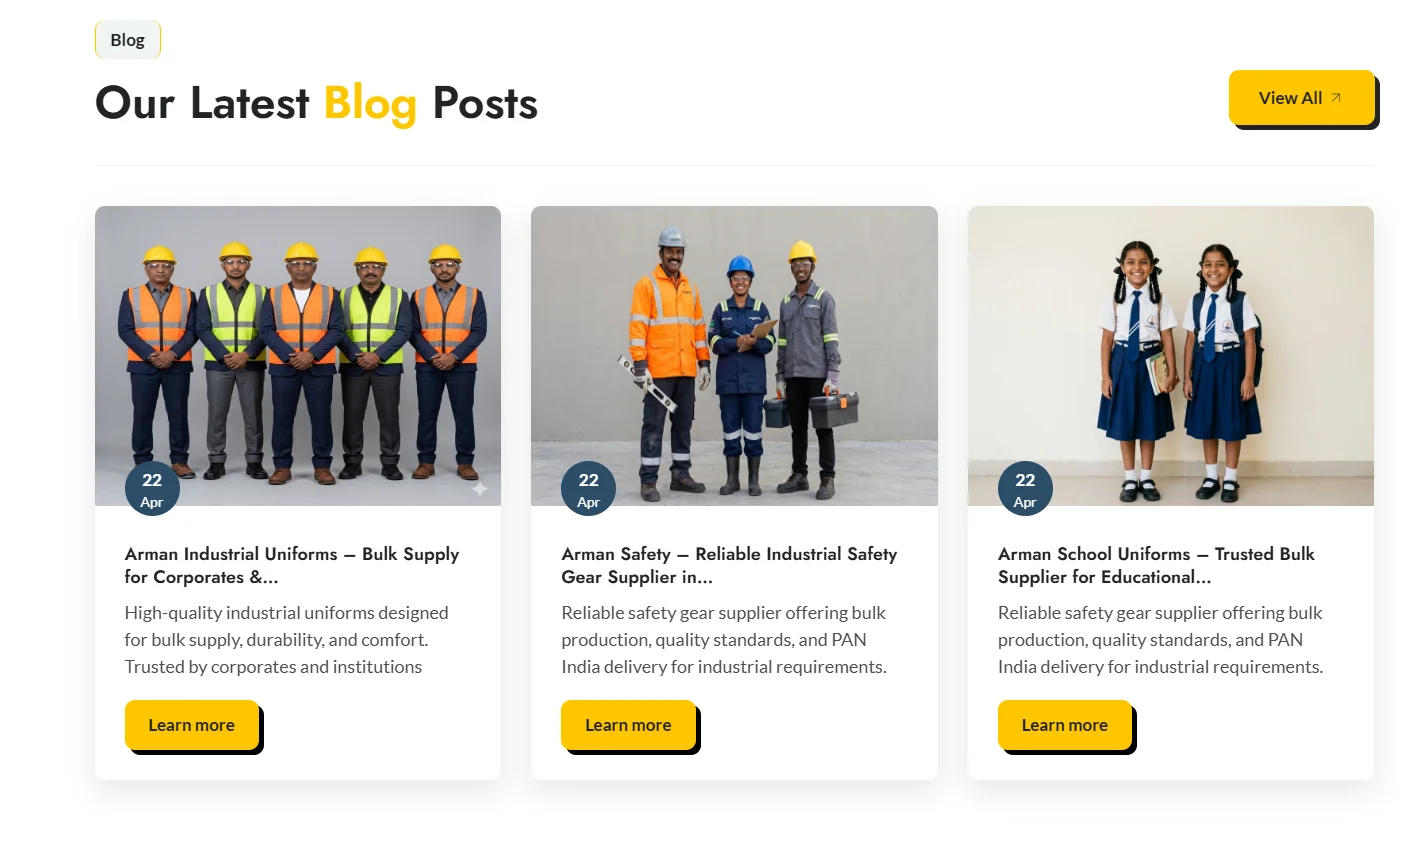 Blog
Our Latest Blog Posts
View All
22
Apr
Arman Industrial Uniforms – Bulk Supply
for Corporates &...
High-quality industrial uniforms designed
for bulk supply, durability, and comfort.
Trusted by corporates and institutions
Learn more
22
Apr
Arman Safety – Reliable Industrial Safety
Gear Supplier in...
Reliable safety gear supplier offering bulk
production, quality standards, and PAN
India delivery for industrial requirements.
Learn more
22
Apr
Arman School Uniforms – Trusted Bulk
Supplier for Educational...
Reliable safety gear supplier offering bulk
production, quality standards, and PAN
India delivery for industrial requirements.
Learn more